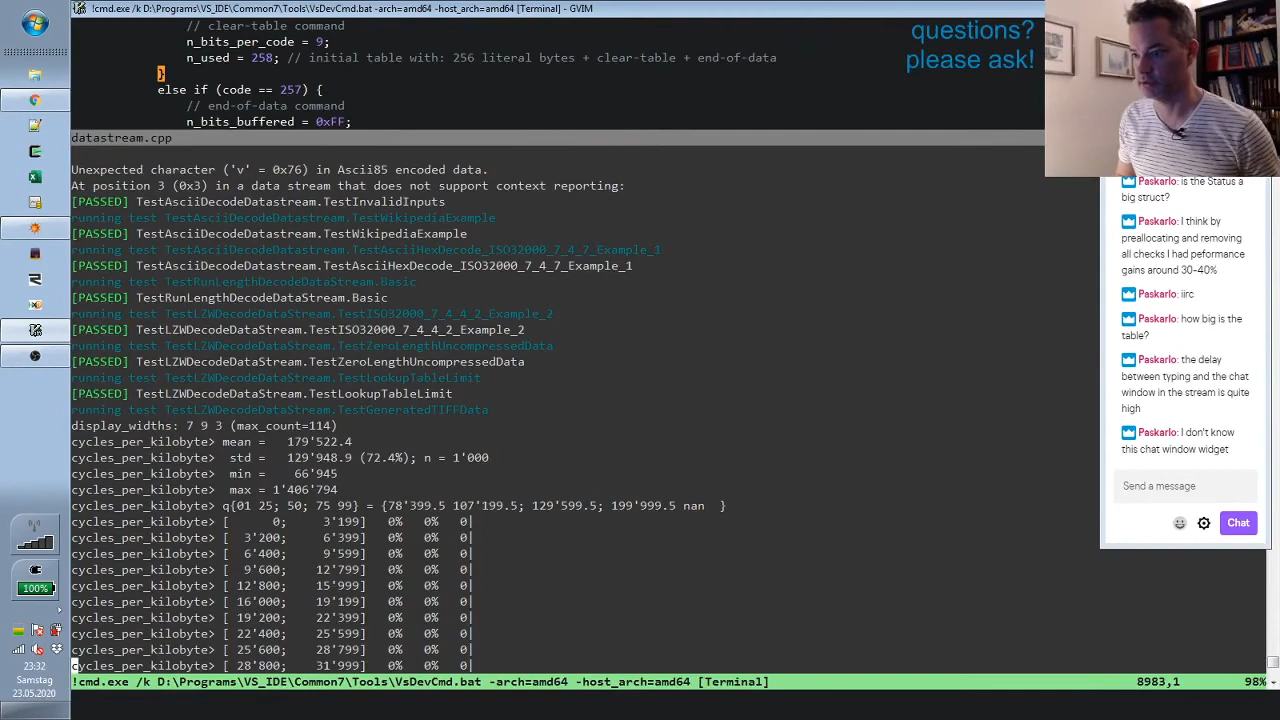 !cmd.exe /k D:\Programs\VS_IDE\Common7\Tools\VsDevCmd.bat -arch=amd64 -host_arch=amd64 [Terminal] - GVIM
// clear-table command
n_bits_per_code = 9;
n_used = 258; // initial table with: 256 literal bytes + clear-table + end-of-data
}
else if (code == 257) {
// end-of-data command
n_bits_buffered = 0xFF;
datastream.cpp
Unexpected character ('v' = 0x76) in Ascii85 encoded data.
At position 3 (0x3) in a data stream that does not support context reporting:
[PASSED] TestAsciiDecodeDatastream.TestInvalidInputs
running test TestAsciiDecodeDatastream.TestWikipediaExample
[PASSED] TestAsciiDecodeDatastream.TestWikipediaExample
running test TestAsciiDecodeDatastream.TestAsciiHexDecode_ISO32000_7_4_7_Example_1
[PASSED] TestAsciiDecodeDatastream.TestAsciiHexDecode_ISO32000_7_4_7_Example_1
running test TestRunLengthDecodeDataStream.Basic
[PASSED] TestRunLengthDecodeDataStream.Basic
running test TestLZWDecodeDataStream.TestISO32000_7_4_4_2_Example_2
[PASSED] TestLZWDecodeDataStream.TestISO32000_7_4_4_2_Example_2
running test TestLZWDecodeDataStream.TestZeroLengthUncompressedData
[PASSED] TestLZWDecodeDataStream.TestZeroLengthUncompressedData
running test TestLZWDecodeDataStream.TestLookupTableLimit
[PASSED] TestLZWDecodeDataStream.TestLookupTableLimit
running test TestLZWDecodeDataStream.TestGeneratedTIFFData
display_widths: 7 9 3 (max_count=114)
cycles_per_kilobyte> mean = 179'522.4
cycles_per_kilobyte> std = 129'948.9 (72.4%); n = 1'000
cycles_per_kilobyte> min = 66'945
cycles_per_kilobyte> max = 1'406'794
cycles_per_kilobyte> q{01 25; 50; 75 99} = {78'399.5 107'199.5; 129'599.5; 199'999.5 nan }
cycles_per_kilobyte> [ 0; 3'199] 0% 0% 0|
cycles_per_kilobyte> [ 3'200; 6'399] 0% 0% 0|
cycles_per_kilobyte> [ 6'400; 9'599] 0% 0% 0|
cycles_per_kilobyte> [ 9'600; 12'799] 0% 0% 0|
cycles_per_kilobyte> [ 12'800; 15'999] 0% 0% 0|
cycles_per_kilobyte> [ 16'000; 19'199] 0% 0% 0|
cycles_per_kilobyte> [ 19'200; 22'399] 0% 0% 0|
cycles_per_kilobyte> [ 22'400; 25'599] 0% 0% 0|
cycles_per_kilobyte> [ 25'600; 28'799] 0% 0% 0|
cycles_per_kilobyte> [ 28'800; 31'999] 0% 0% 0|
!cmd.exe /k D:\Programs\VS_IDE\Common7\Tools\VsDevCmd.bat -arch=amd64 -host_arch=amd64 [Terminal] 8983,1 98%
questions?
please ask!
Paskarlo: is the Status a
big struct?
Paskarlo: I think by
preallocating and removing
all checks I had peformance
gains around 30-40%
Paskarlo: iirc
Paskarlo: how big is the
table?
Paskarlo: the delay
between typing and the chat
window in the stream is quite
high
Paskarlo: I don't know
this chat window widget
Send a message
Chat
100%
23:32
Samstag
23.05.2020